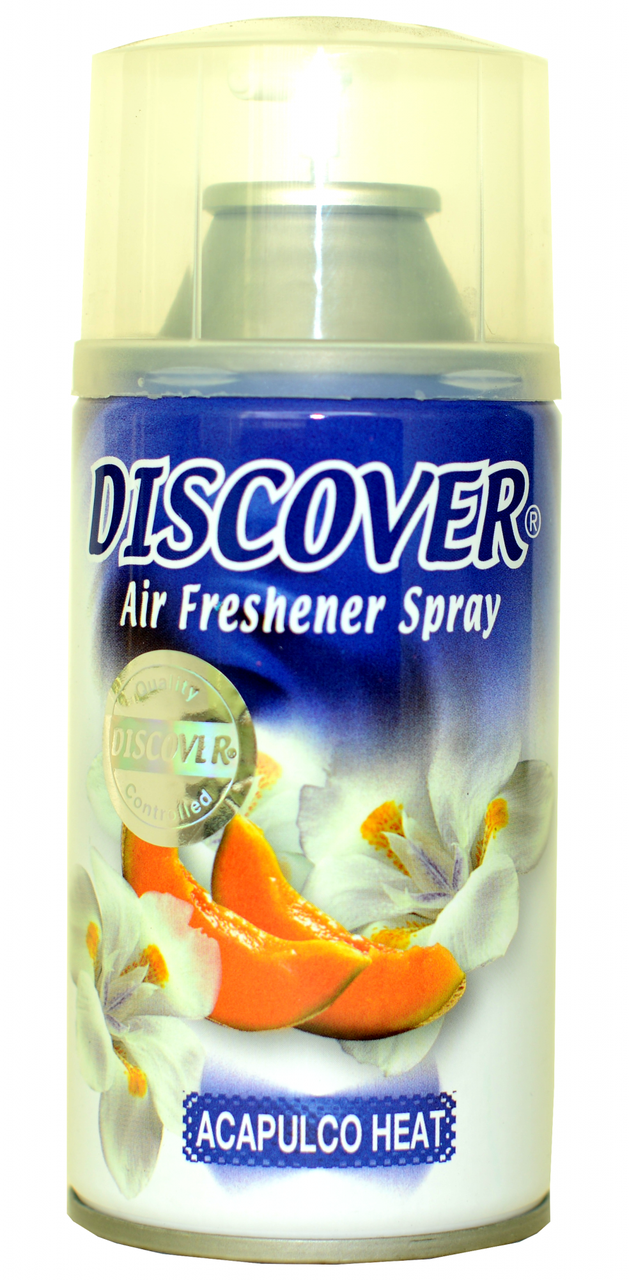 DISCOVER®
Air Freshener Spray
Quality
DISCOVER®
Controlled
ACAPULCO HEAT